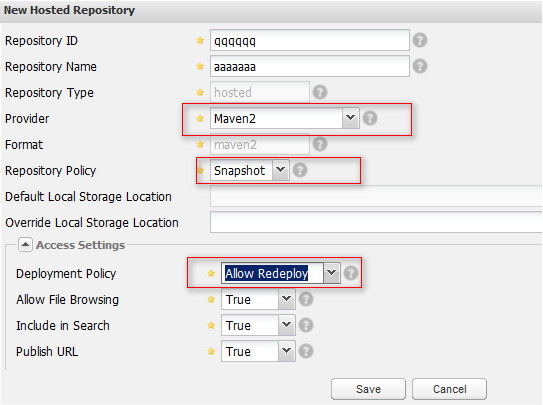 New Hosted Repository
Repository ID qqqqqq
Repository Name aaaaaaa
Repository Type hosted
Provider Maven2
Format maven2
Repository Policy Snapshot
Default Local Storage Location
Override Local Storage Location
Access Settings
Deployment Policy Allow Redeploy
Allow File Browsing True
Include in Search True
Publish URL True
Save Cancel